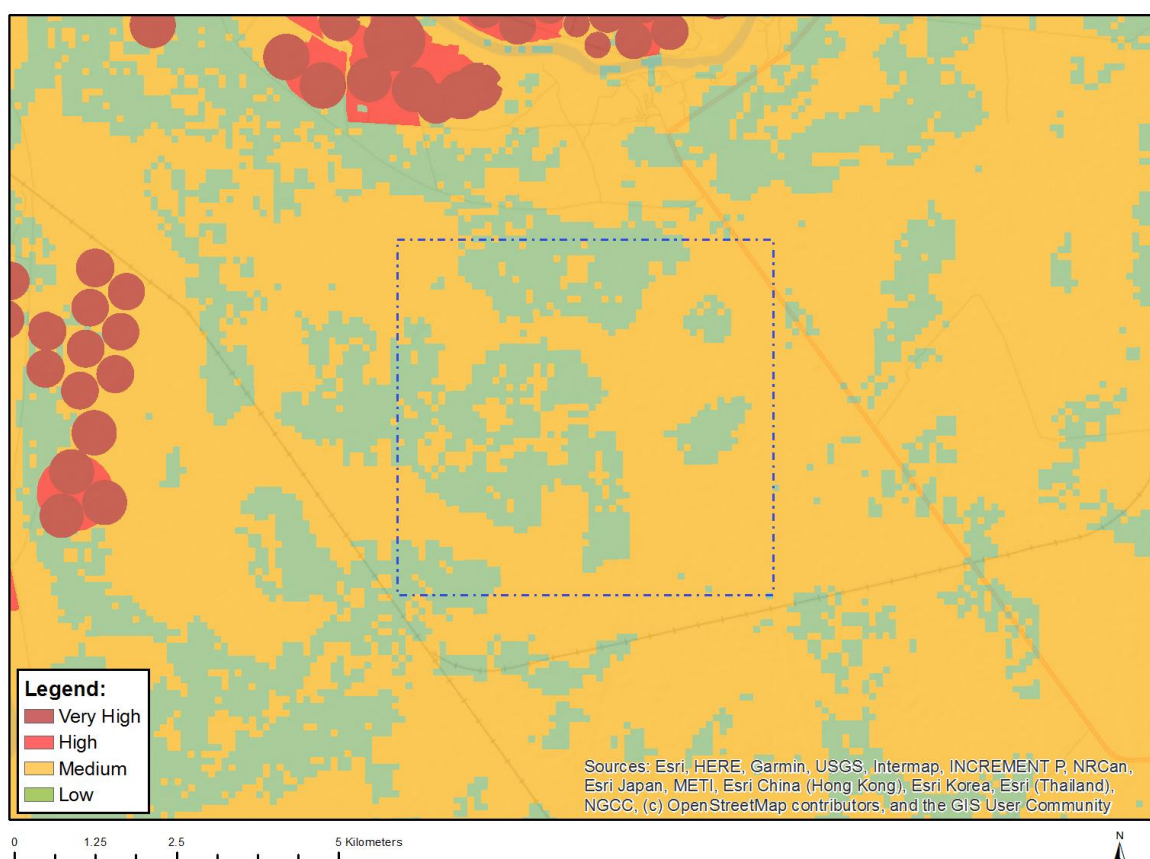 Legend:
Very High
High
Medium
Low
Sources: Esri, HERE, Garmin, USGS, Intermap, INCREMENT P, NRCan,
Esri Japan, METI, Esri China (Hong Kong), Esri Korea, Esri (Thailand),
NGCC, (c) OpenStreetMap contributors, and the GIS User Community
0 1.25 2.5 5 Kilometers
N